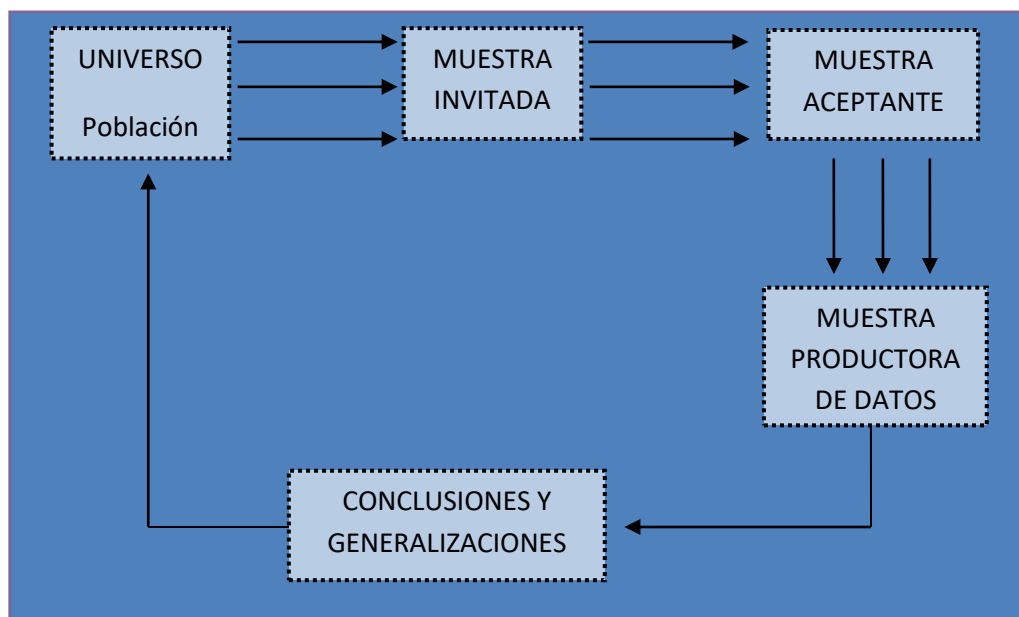 UNIVERSO
Población
MUESTRA
INVITADA
MUESTRA
ACEPTANTE
MUESTRA
PRODUCTORA
DE DATOS
CONCLUSIONES Y
GENERALIZACIONES